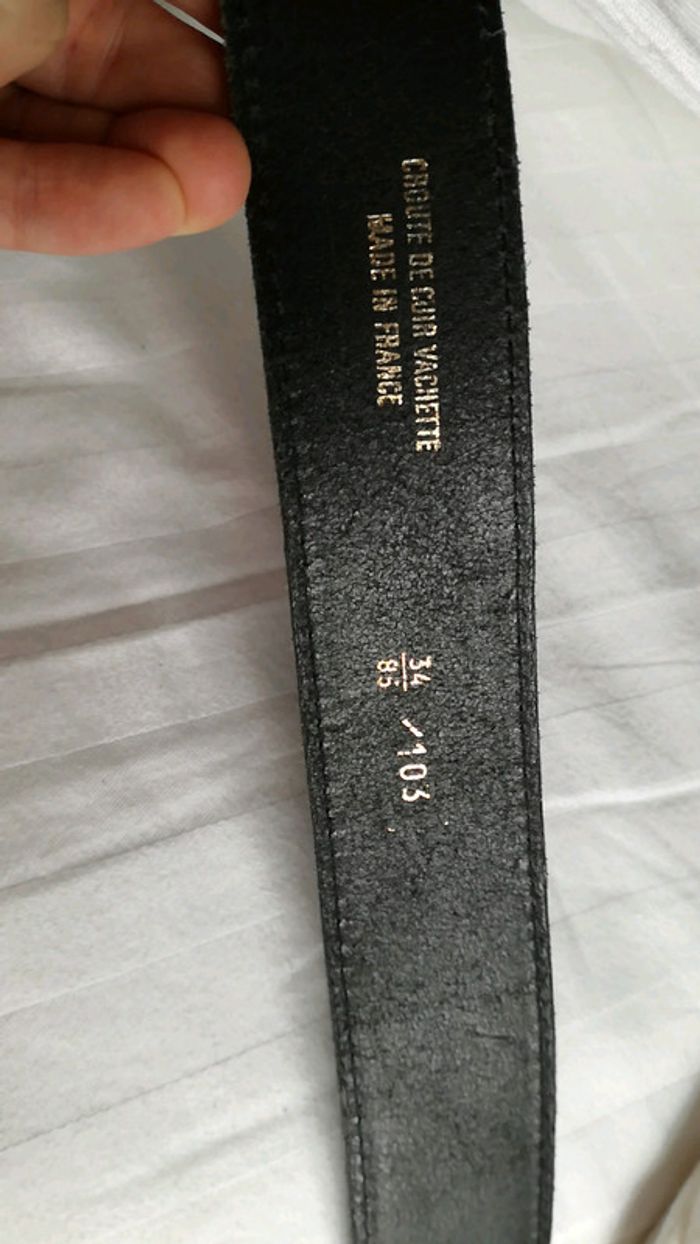 CROUTE DE CUIR VACHETTE
MADE IN FRANCE
34
85
/103